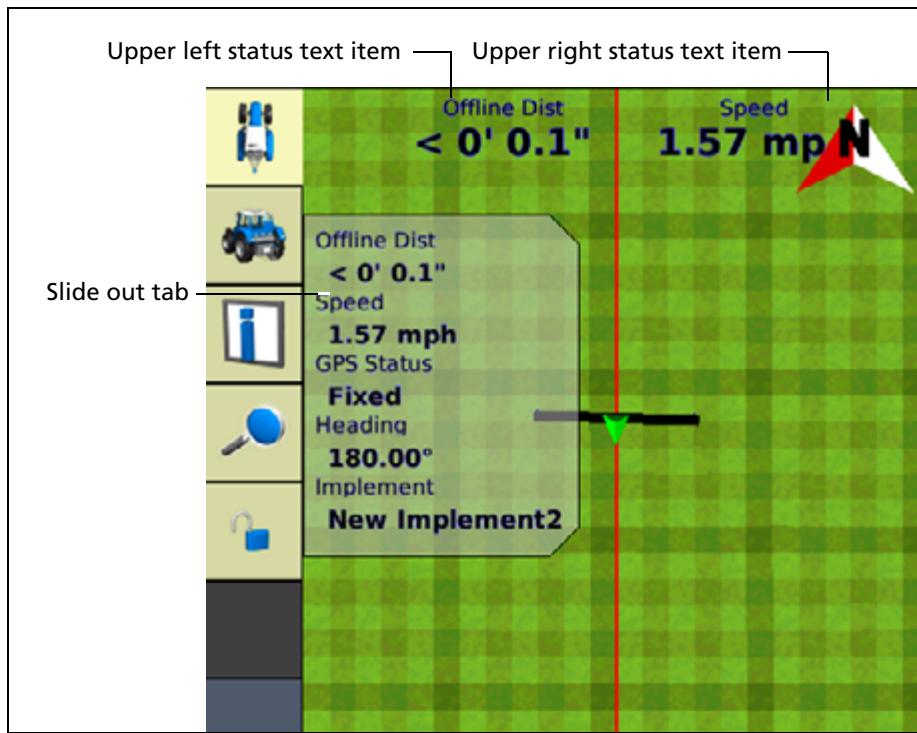 Upper left status text item
Upper right status text item
Offline Dist
< 0' 0.1"
Speed
1.57 mp
N
Slide out tab
Offline Dist
< 0' 0.1"
Speed
1.57 mph
GPS Status
Fixed
Heading
180.00°
Implement
New Implement2